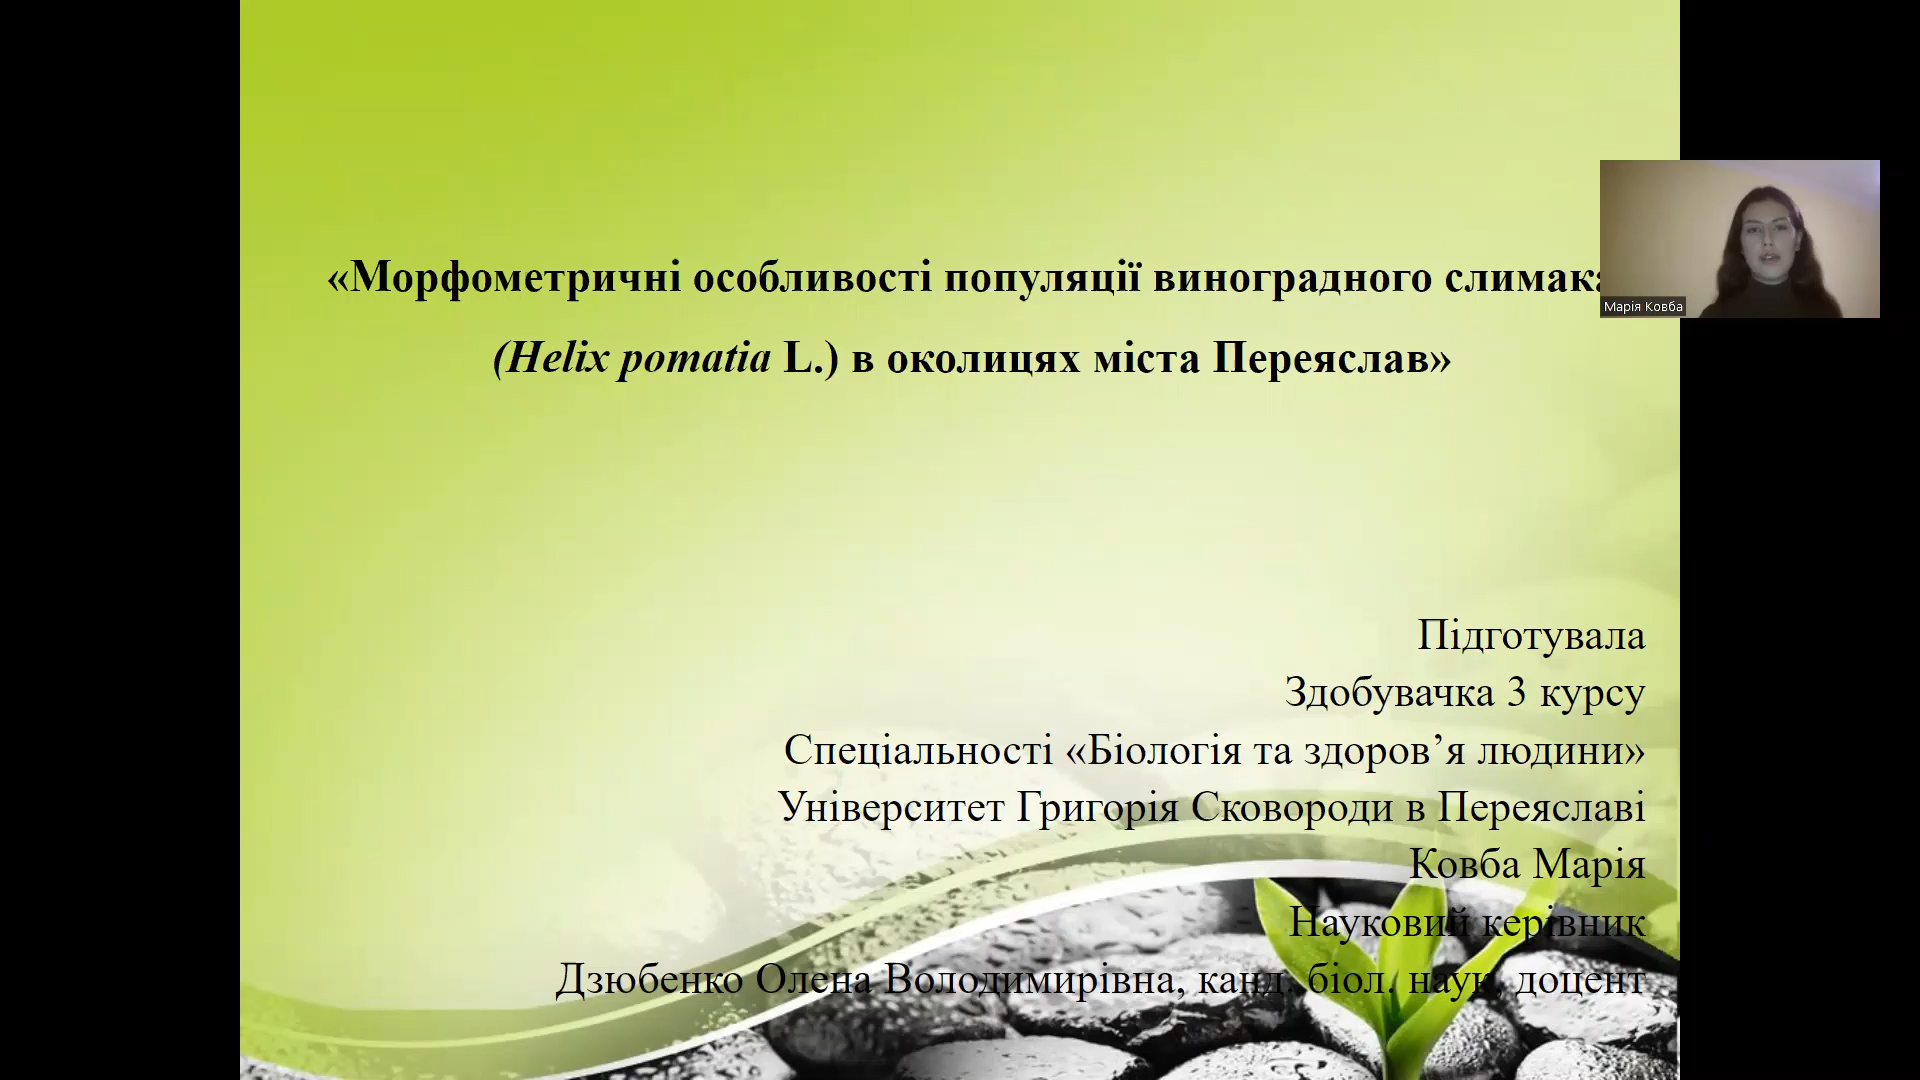 «Морфометричні особливості популяції виноградного слимака
(Helix pomatia L.) в околицях міста Переяслав»
Марія Ковба
Підготувала
Здобувачка 3 курсу
Спеціальності «Біологія та здоров’я людини»
Університет Григорія Сковороди в Переяславі
Ковба Марія
Науковий керівник
Дзюбенко Олена Володимирівна, канд. біол. наук, доцент